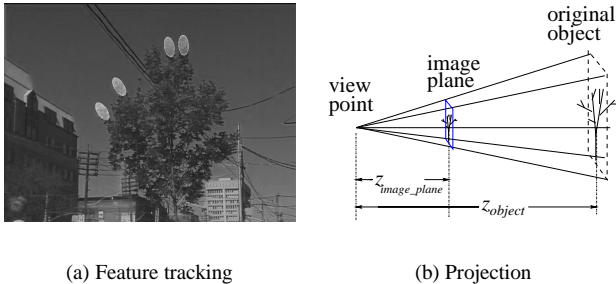 original
object
image
plane
view
point
z_image_plane
z_object
(a) Feature tracking
(b) Projection